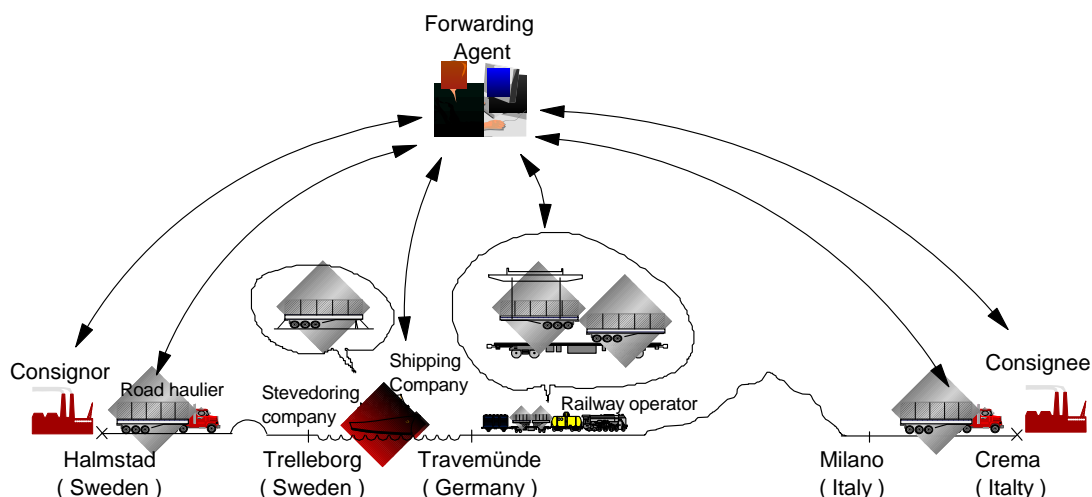 Forwarding
Agent
Consignor
Road haulier
Stevedoring
company
Shipping
Company
Railway operator
Consignee
Halmstad
( Sweden )
Trelleborg
( Sweden )
Travemünde
( Germany )
Milano
( Italy )
Crema
( Italty )